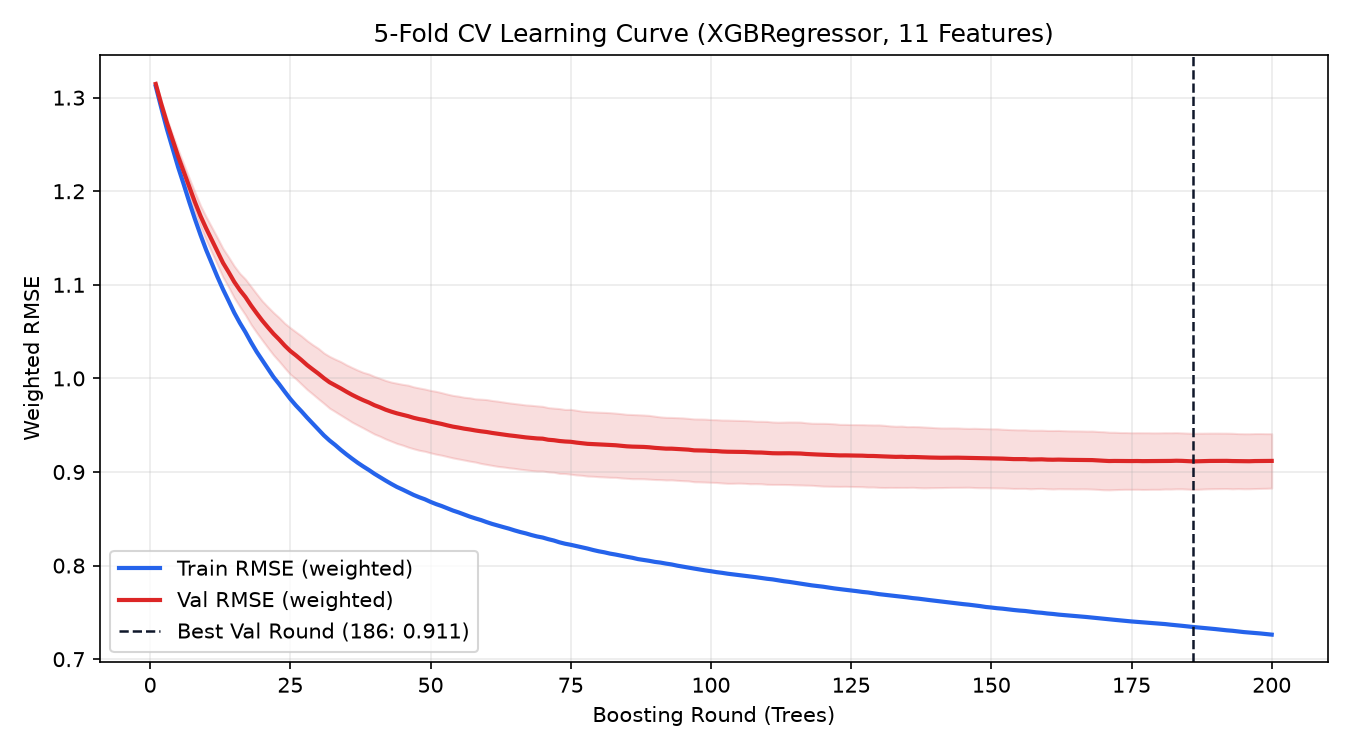 5-Fold CV Learning Curve (XGBRegressor, 11 Features)
Weighted RMSE
1.3
1.2
1.1
1.0
0.9
0.8
0.7
Train RMSE (weighted)
Val RMSE (weighted)
Best Val Round (186: 0.911)
0 25 50 75 100 125 150 175 200
Boosting Round (Trees)